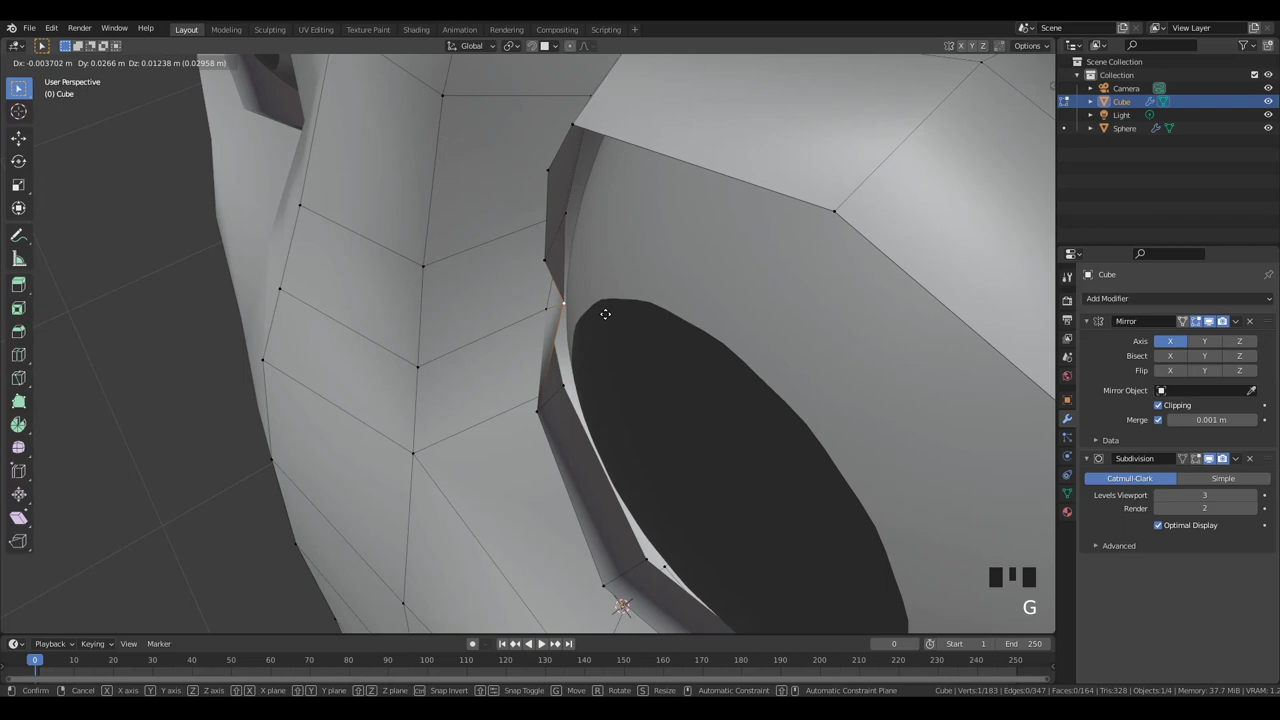 File Edit Render Window Help Layout Modeling Sculpting UV Editing Texture Paint Shading Animation Rendering Compositing Scripting + Scene View Layer
Global X Y Z Options
Dx: -0.003702 m Dy: 0.0266 m Dz: 0.01238 m (0.02958 m)
User Perspective
(0) Cube
Scene Collection
Collection
Camera
Cube
Light
Sphere
Cube
Add Modifier
Mirror
Axis X Y Z
Bisect X Y Z
Flip X Y Z
Mirror Object
Clipping
Merge 0.001 m
Data
Subdivision
Catmull-Clark Simple
Levels Viewport 3
Render 2
Optimal Display
Advanced
G
Playback Keying View Marker 0 Start 1 End 250
0 10 20 30 40 50 60 70 80 90 100 110 120 130 140 150 160 170 180 190 200 210 220 230 240 250
Confirm Cancel X X axis Y Y axis Z Z axis X X plane Y Y plane Z Z plane Snap Invert Snap Toggle G Move R Rotate S Resize Automatic Constraint Automatic Constraint Plane Cube | Verts:1/183 | Edges:0/347 | Faces:0/164 | Tris:328 | Objects:1/4 | Memory: 37.7 MiB | VRAM: 1.2